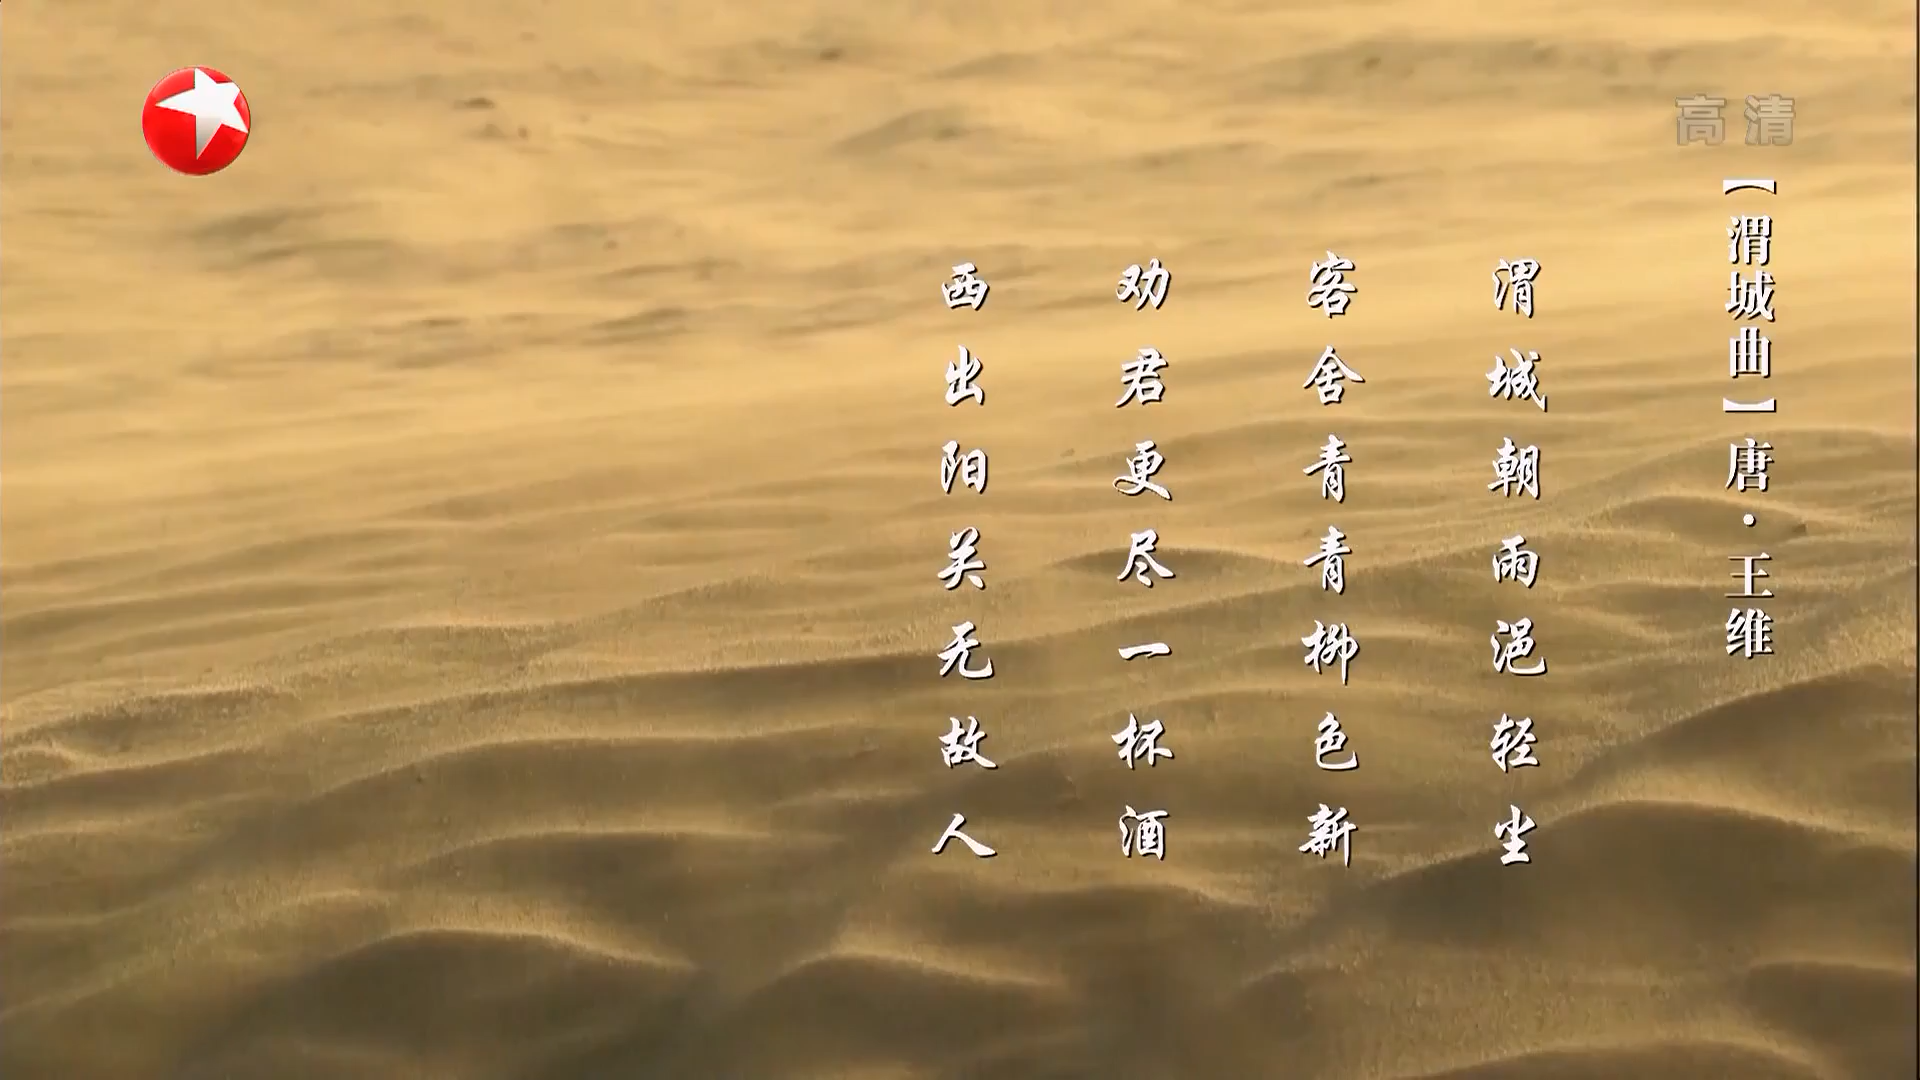 高清
【渭城曲】唐·王维
渭城朝雨浥轻尘
客舍青青柳色新
劝君更尽一杯酒
西出阳关无故人